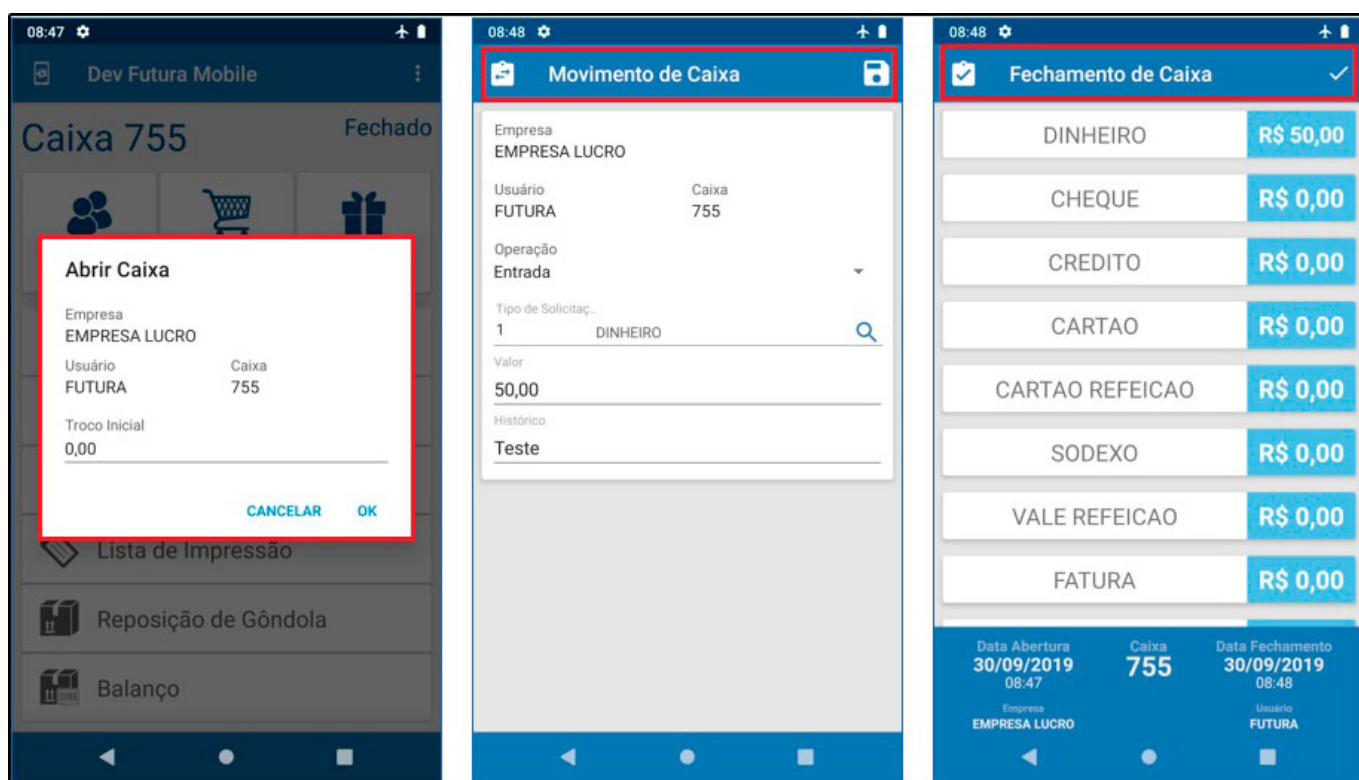 08:47
Dev Futura Mobile
Caixa 755
Fechado
Abrir Caixa
Empresa
EMPRESA LUCRO
Usuário Caixa
FUTURA 755
Troco Inicial
0,00
CANCELAR OK
Lista de Impressão
Reposição de Gôndola
Balanço
08:48
Movimento de Caixa
Empresa
EMPRESA LUCRO
Usuário Caixa
FUTURA 755
Operação
Entrada
Tipo de Solicitaç..
1 DINHEIRO
Valor
50,00
Histórico
Teste
08:48
Fechamento de Caixa
DINHEIRO R$ 50,00
CHEQUE R$ 0,00
CREDITO R$ 0,00
CARTAO R$ 0,00
CARTAO REFEICAO R$ 0,00
SODEXO R$ 0,00
VALE REFEICAO R$ 0,00
FATURA R$ 0,00
Data Abertura Caixa Data Fechamento
30/09/2019 755 30/09/2019
08:47 08:48
Empresa Usuário
EMPRESA LUCRO FUTURA